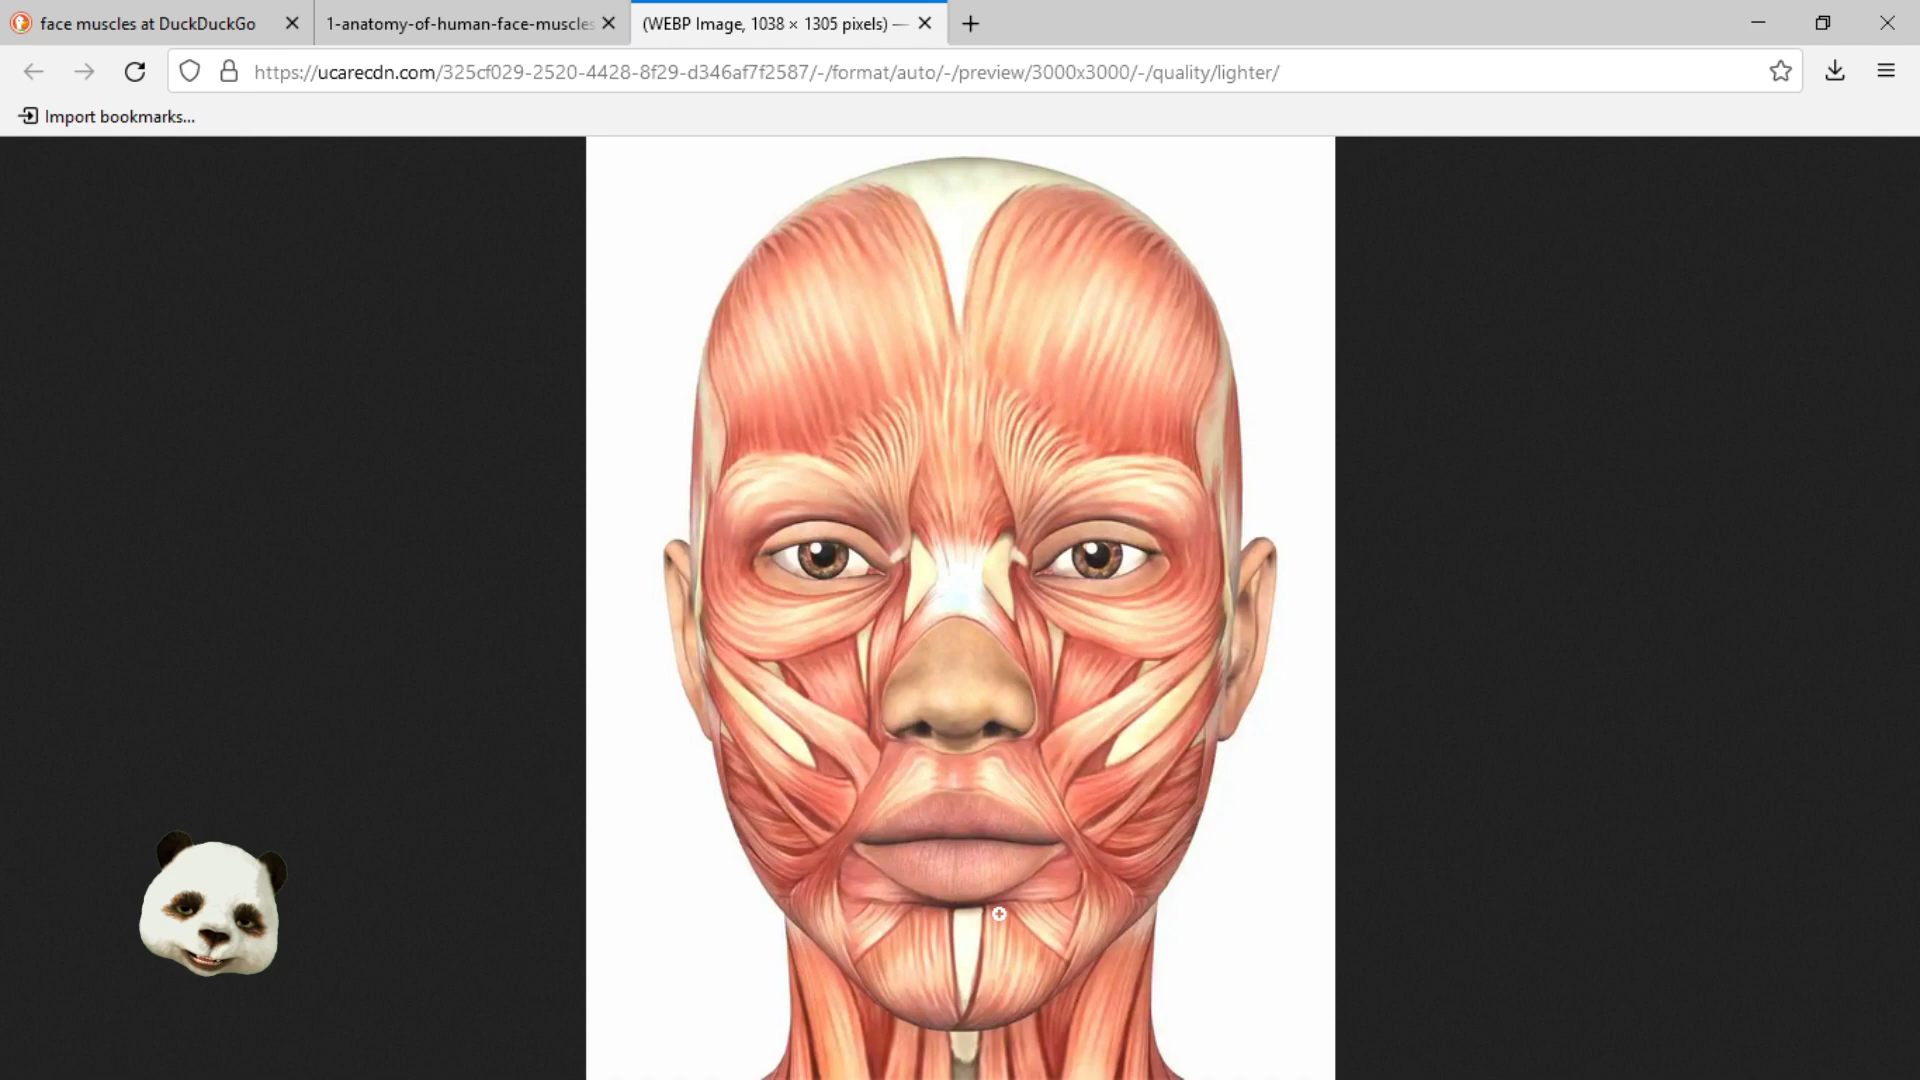 face muscles at DuckDuckGo
1-anatomy-of-human-face-muscles
(WEBP Image, 1038 × 1305 pixels) —
https://ucarecdn.com/325cf029-2520-4428-8f29-d346af7f2587/-/format/auto/-/preview/3000x3000/-/quality/lighter/
Import bookmarks...